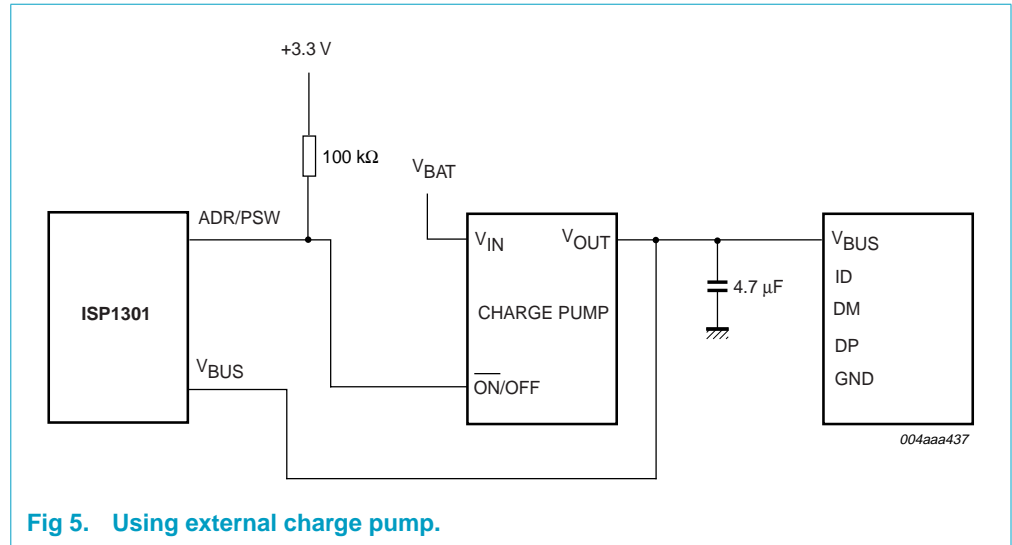 +3.3 V
100 kΩ
VBAT
ADR/PSW
VIN
VOUT
VBUS
4.7 μF
ID
ISP1301
CHARGE PUMP
DM
DP
VBUS
ON/OFF
GND
004aaa437
Fig 5. Using external charge pump.